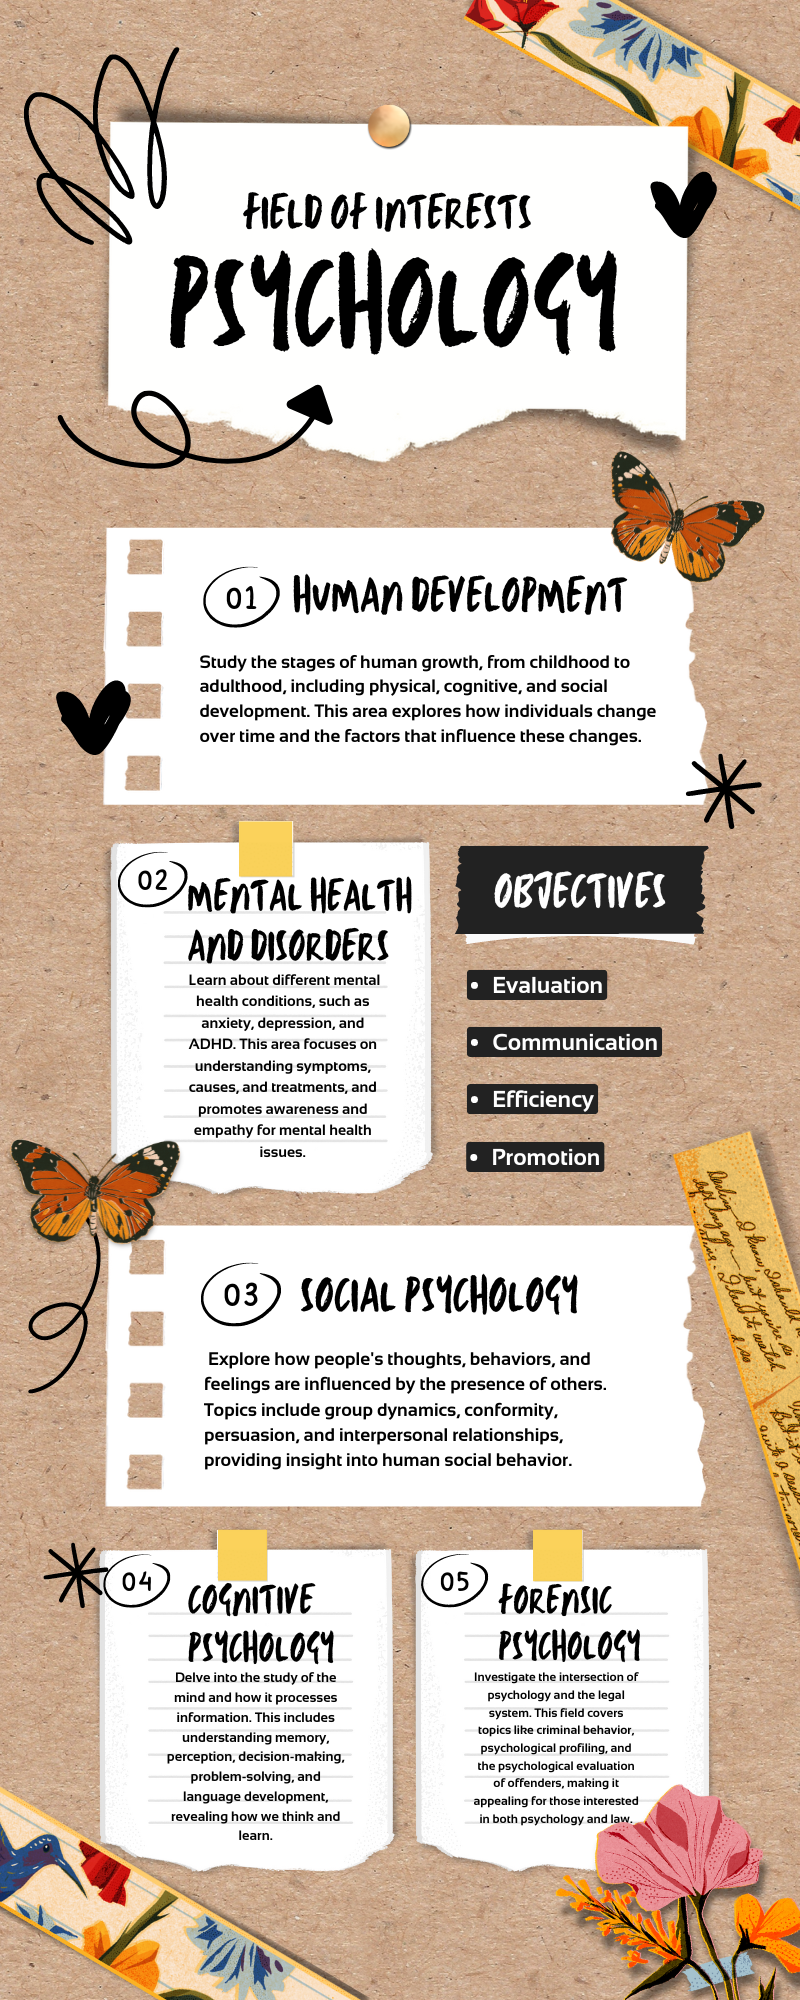 FIELD OF INTERESTS
PSYCHOLOGY
01 HUMAN DEVELOPMENT
Study the stages of human growth, from childhood to
adulthood, including physical, cognitive, and social
development. This area explores how individuals change
over time and the factors that influence these changes.
02
MENTAL HEALTH
AND DISORDERS
Learn about different mental
health conditions, such as
anxiety, depression, and
ADHD. This area focuses on
understanding symptoms,
causes, and treatments, and
promotes awareness and
empathy for mental health
issues.
OBJECTIVES
• Evaluation
• Communication
• Efficiency
• Promotion
03 SOCIAL PSYCHOLOGY
Explore how people's thoughts, behaviors, and
feelings are influenced by the presence of others.
Topics include group dynamics, conformity,
persuasion, and interpersonal relationships,
providing insight into human social behavior.
04
COGNITIVE
PSYCHOLOGY
Delve into the study of the
mind and how it processes
information. This includes
understanding memory,
perception, decision-making,
problem-solving, and
language development,
revealing how we think and
learn.
05
FORENSIC
PSYCHOLOGY
Investigate the intersection of
psychology and the legal
system. This field covers
topics like criminal behavior,
psychological profiling, and
the psychological evaluation
of offenders, making it
appealing for those interested
in both psychology and law.